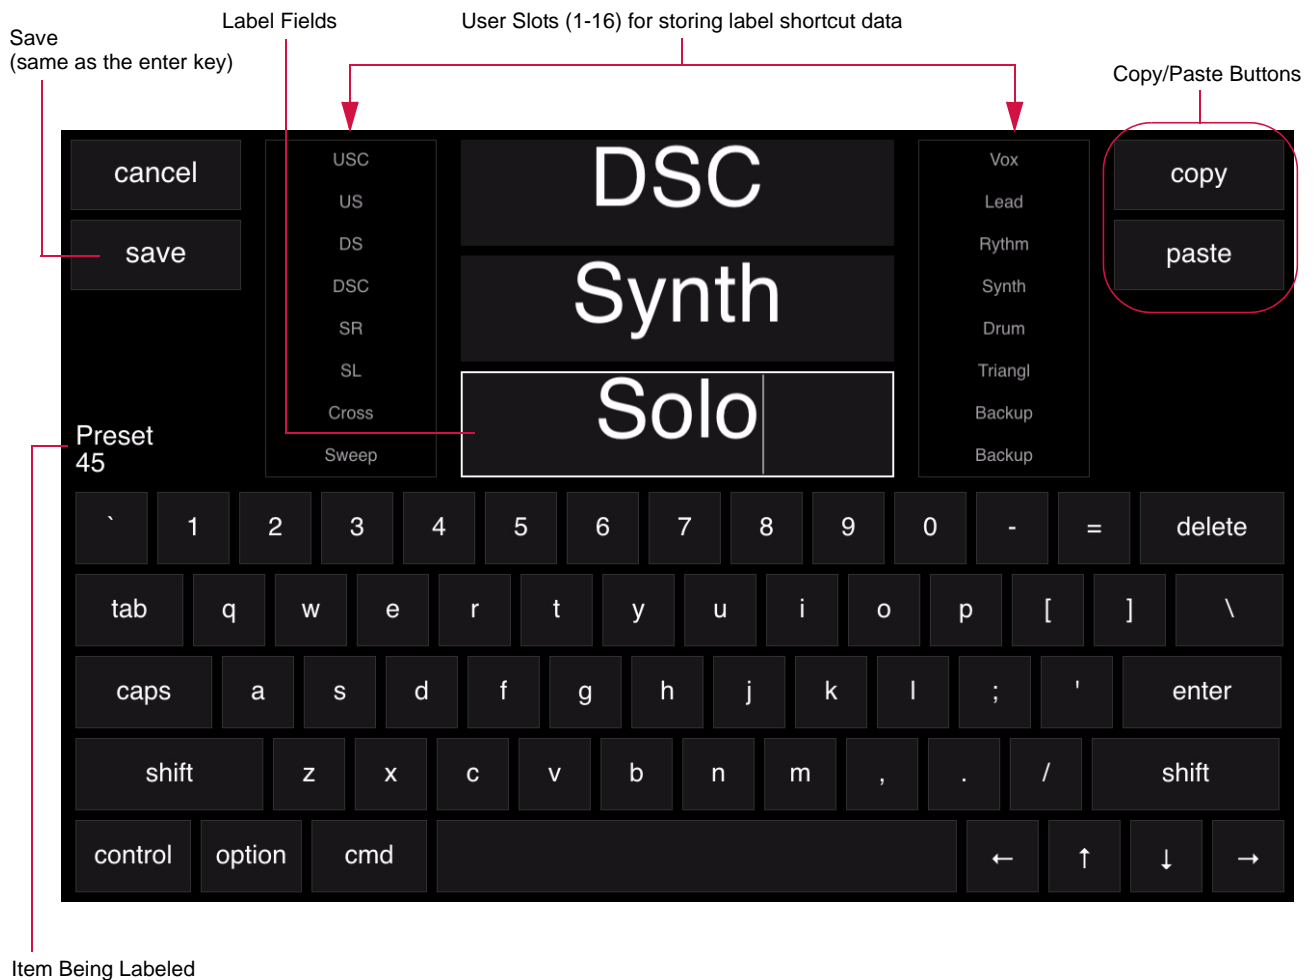 Label Fields
User Slots (1-16) for storing label shortcut data
Save
(same as the enter key)
Copy/Paste Buttons
cancel
save
USC
US
DS
DSC
SR
SL
Cross
Sweep
DSC
Synth
Solo
Vox
Lead
Rythm
Synth
Drum
Triangl
Backup
Backup
copy
paste
Preset
45
` 1 2 3 4 5 6 7 8 9 0 - = delete
tab q w e r t y u i o p [ ] \
caps a s d f g h j k l ; ' enter
shift z x c v b n m , . / shift
control option cmd ← ↑ ↓ →
Item Being Labeled